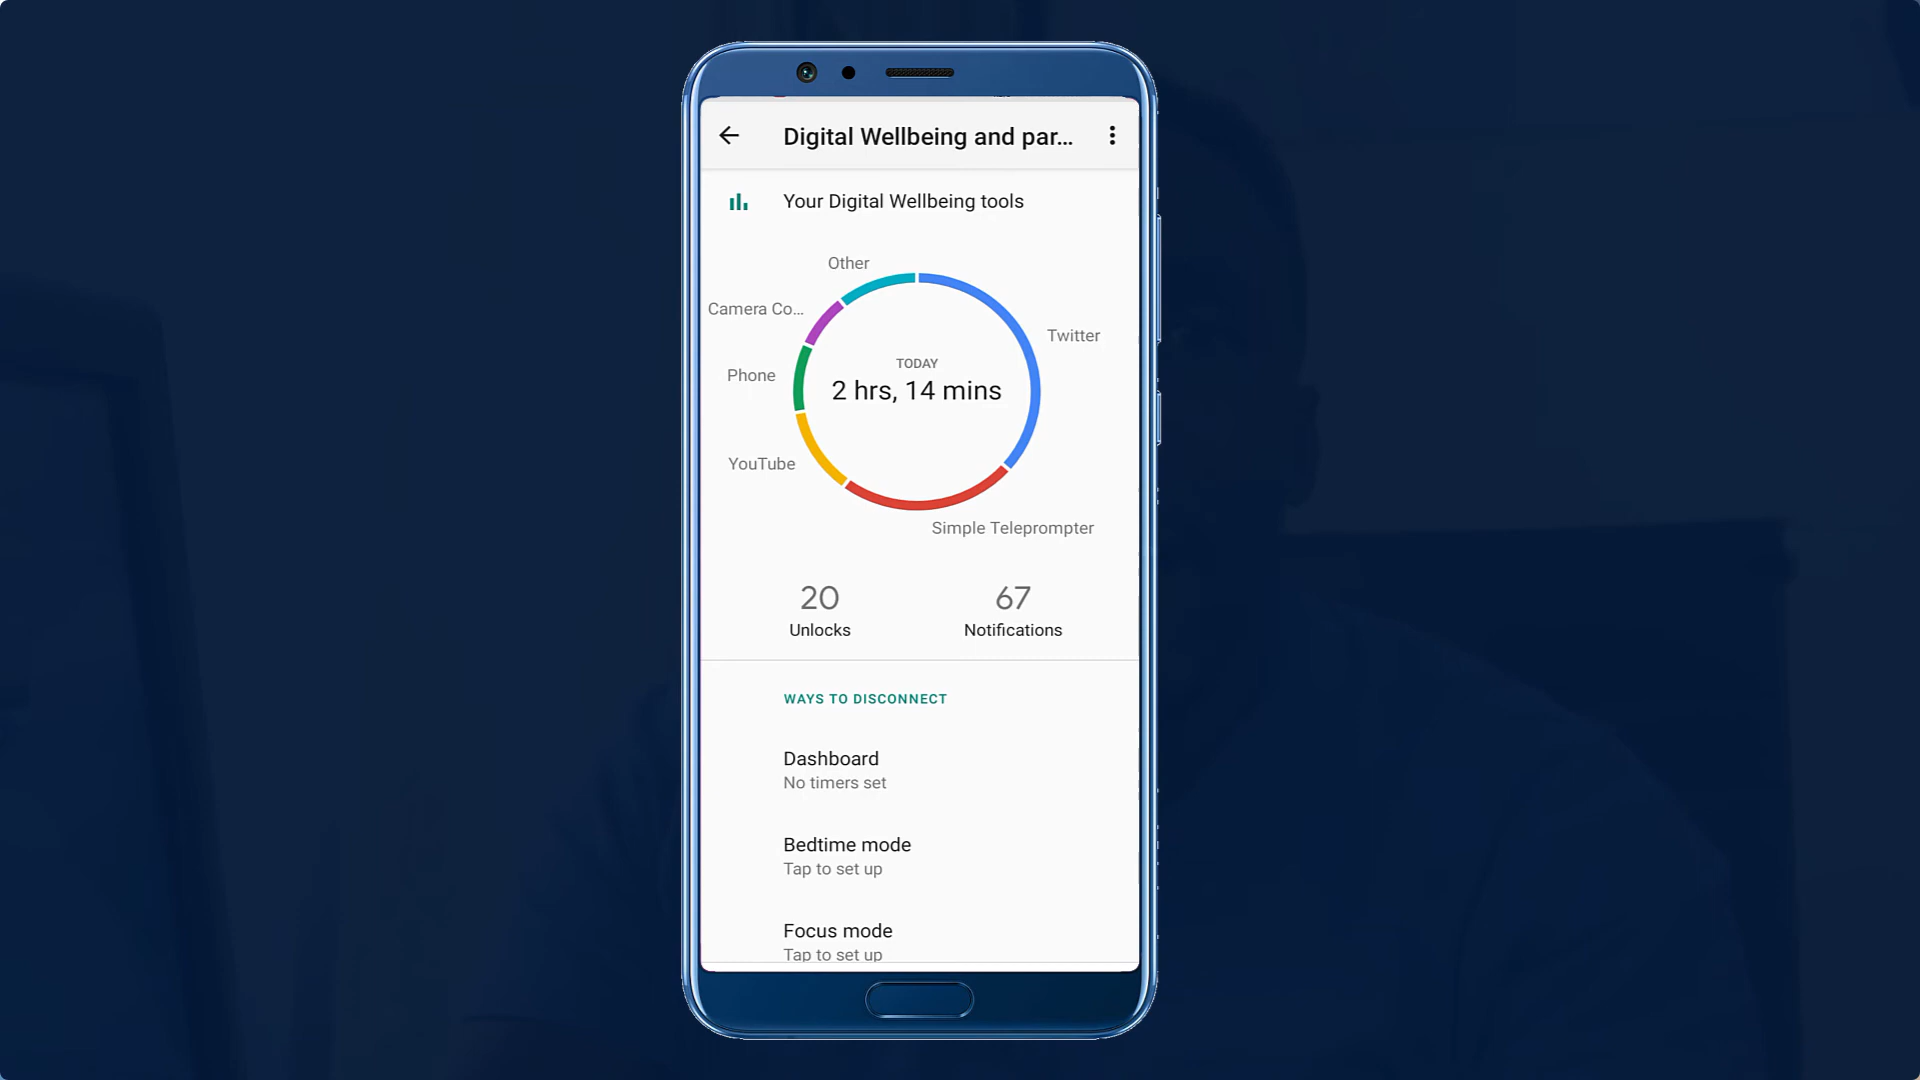 Digital Wellbeing and par...
Your Digital Wellbeing tools
Other
Camera Co...
Twitter
Phone
TODAY
2 hrs, 14 mins
YouTube
Simple Teleprompter
20
Unlocks
67
Notifications
WAYS TO DISCONNECT
Dashboard
No timers set
Bedtime mode
Tap to set up
Focus mode
Tap to set up